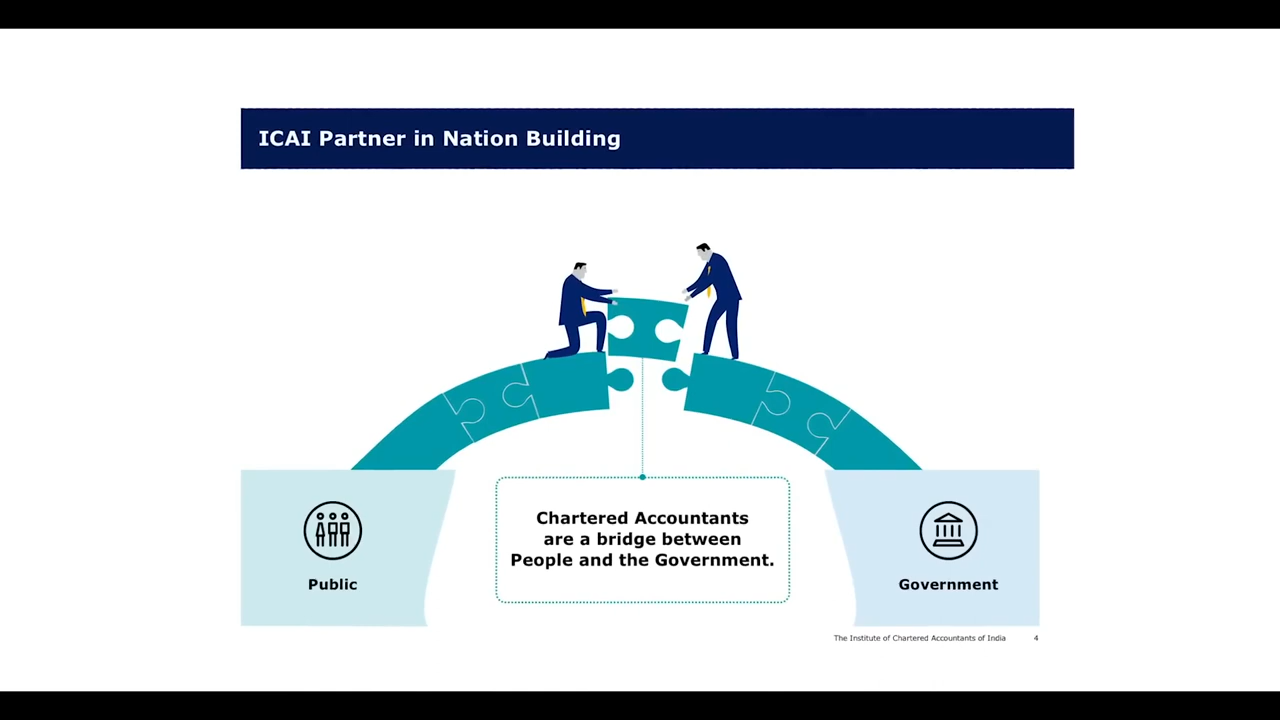 ICAI Partner in Nation Building
Chartered Accountants
are a bridge between
People and the Government.
Public
Government
The Institute of Chartered Accountants of India 4